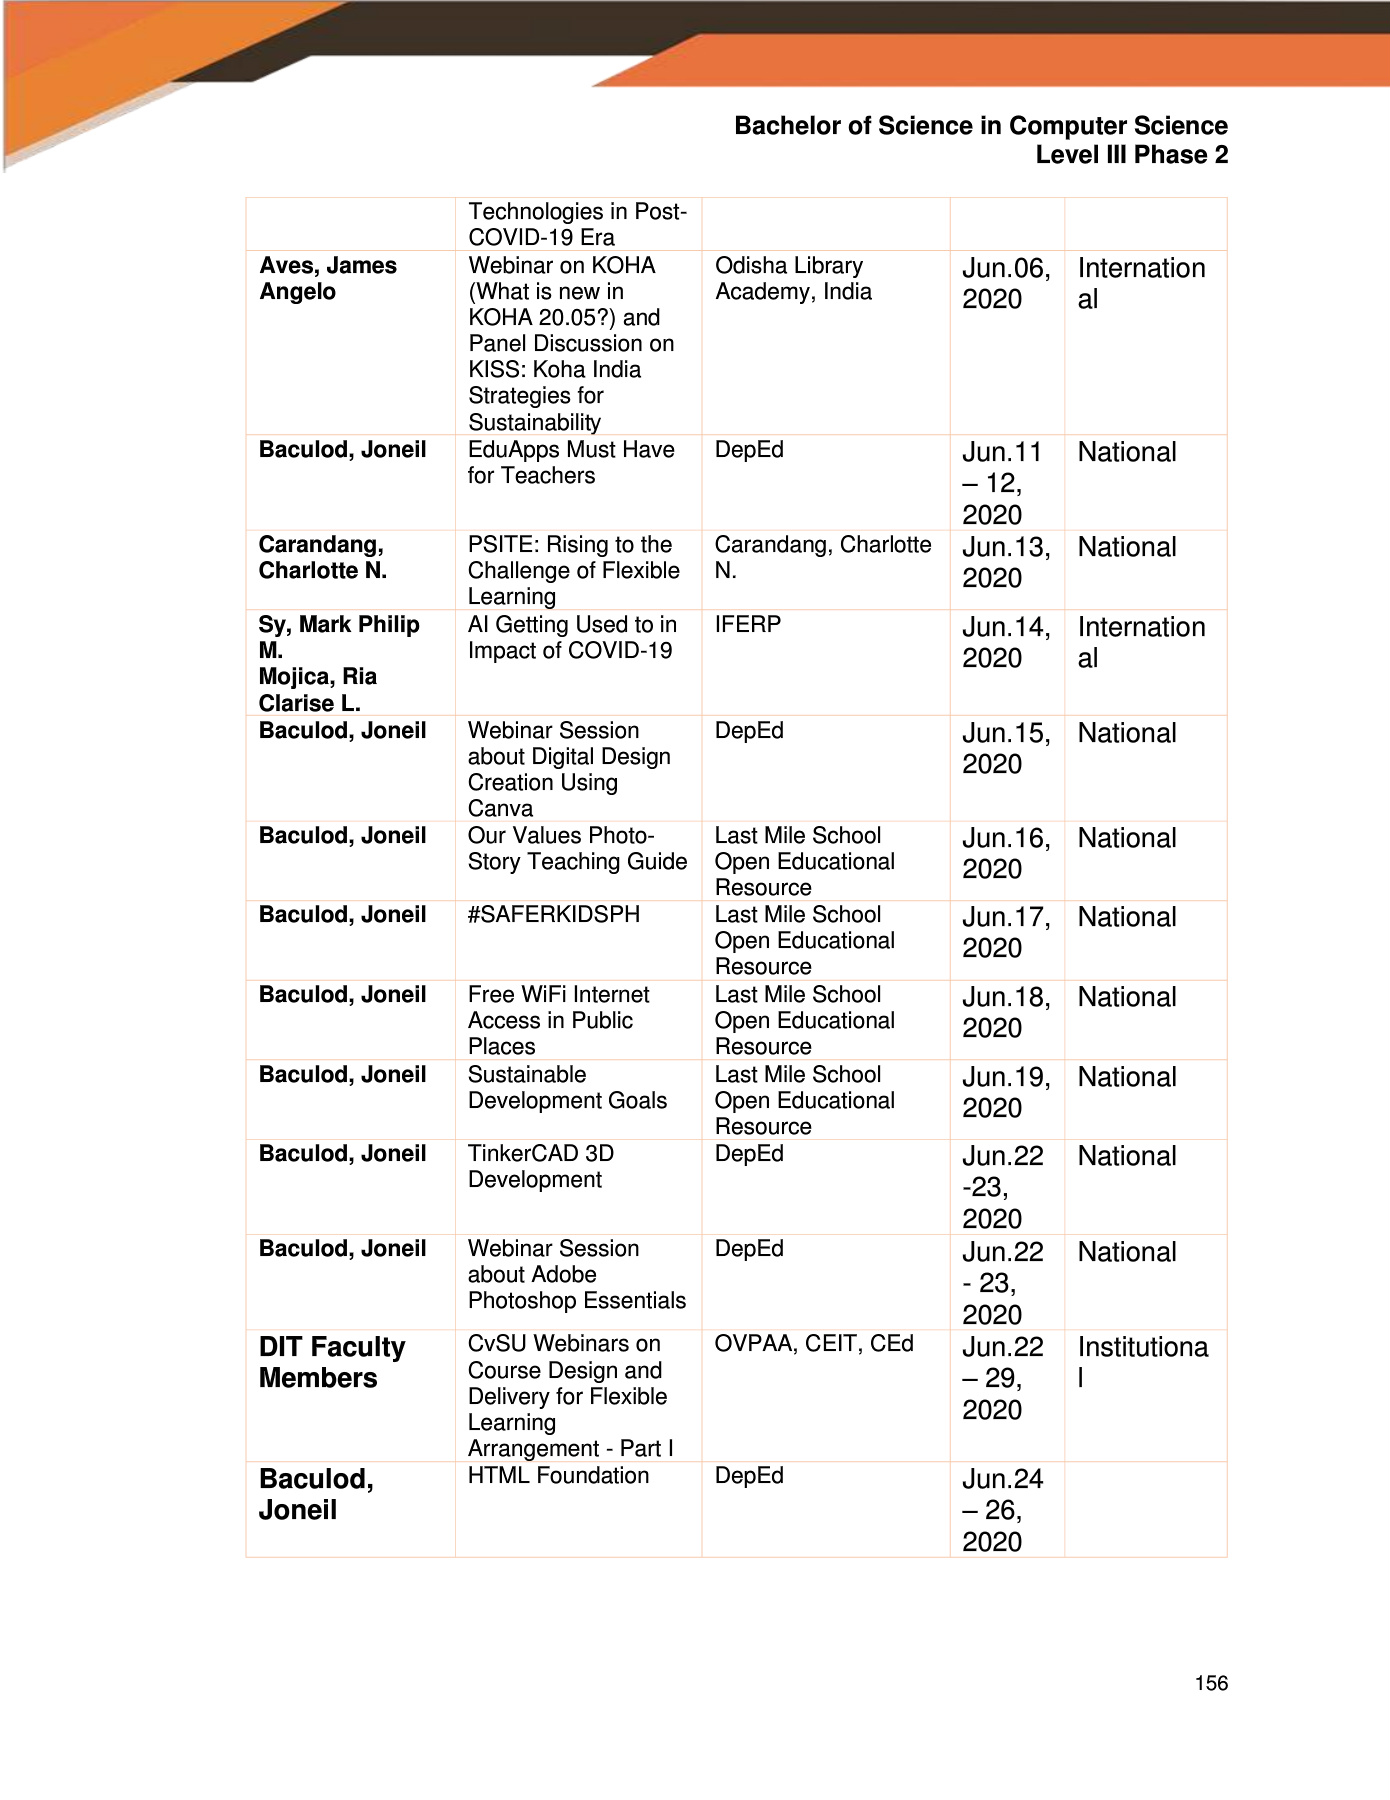 Bachelor of Science in Computer Science
Level III Phase 2
Technologies in Post-
COVID-19 Era
Aves, James
Angelo
Webinar on KOHA
(What is new in
KOHA 20.05?) and
Panel Discussion on
KISS: Koha India
Strategies for
Sustainability
Odisha Library
Academy, India
Jun.06,
2020
Internation
al
Baculod, Joneil
EduApps Must Have
for Teachers
DepEd
Jun.11
– 12,
2020
National
Carandang,
Charlotte N.
PSITE: Rising to the
Challenge of Flexible
Learning
Carandang, Charlotte
N.
Jun.13,
2020
National
Sy, Mark Philip
M.
Mojica, Ria
Clarise L.
AI Getting Used to in
Impact of COVID-19
IFERP
Jun.14,
2020
Internation
al
Baculod, Joneil
Webinar Session
about Digital Design
Creation Using
Canva
DepEd
Jun.15,
2020
National
Baculod, Joneil
Our Values Photo-
Story Teaching Guide
Last Mile School
Open Educational
Resource
Jun.16,
2020
National
Baculod, Joneil
#SAFERKIDSPH
Last Mile School
Open Educational
Resource
Jun.17,
2020
National
Baculod, Joneil
Free WiFi Internet
Access in Public
Places
Last Mile School
Open Educational
Resource
Jun.18,
2020
National
Baculod, Joneil
Sustainable
Development Goals
Last Mile School
Open Educational
Resource
Jun.19,
2020
National
Baculod, Joneil
TinkerCAD 3D
Development
DepEd
Jun.22
-23,
2020
National
Baculod, Joneil
Webinar Session
about Adobe
Photoshop Essentials
DepEd
Jun.22
- 23,
2020
National
DIT Faculty
Members
CvSU Webinars on
Course Design and
Delivery for Flexible
Learning
Arrangement - Part I
OVPAA, CEIT, CEd
Jun.22
– 29,
2020
Institutiona
l
Baculod,
Joneil
HTML Foundation
DepEd
Jun.24
– 26,
2020
156